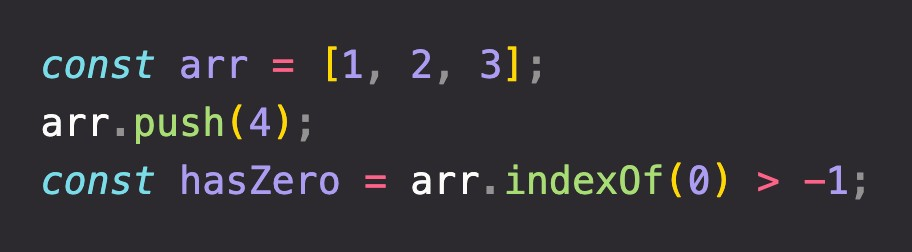 const arr = [1, 2, 3];
arr.push(4);
const hasZero = arr.indexOf(0) > -1;